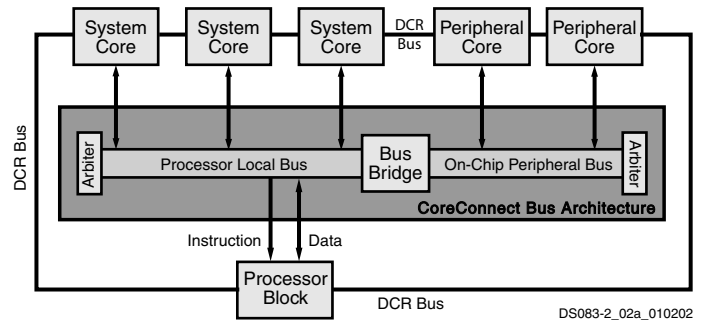 System
Core
System
Core
System
Core
DCR
Bus
Peripheral
Core
Peripheral
Core
DCR Bus
Arbiter
Processor Local Bus
Bus
Bridge
On-Chip Peripheral Bus
Arbiter
CoreConnect Bus Architecture
Instruction
Data
Processor
Block
DCR Bus
DS083-2_02a_010202